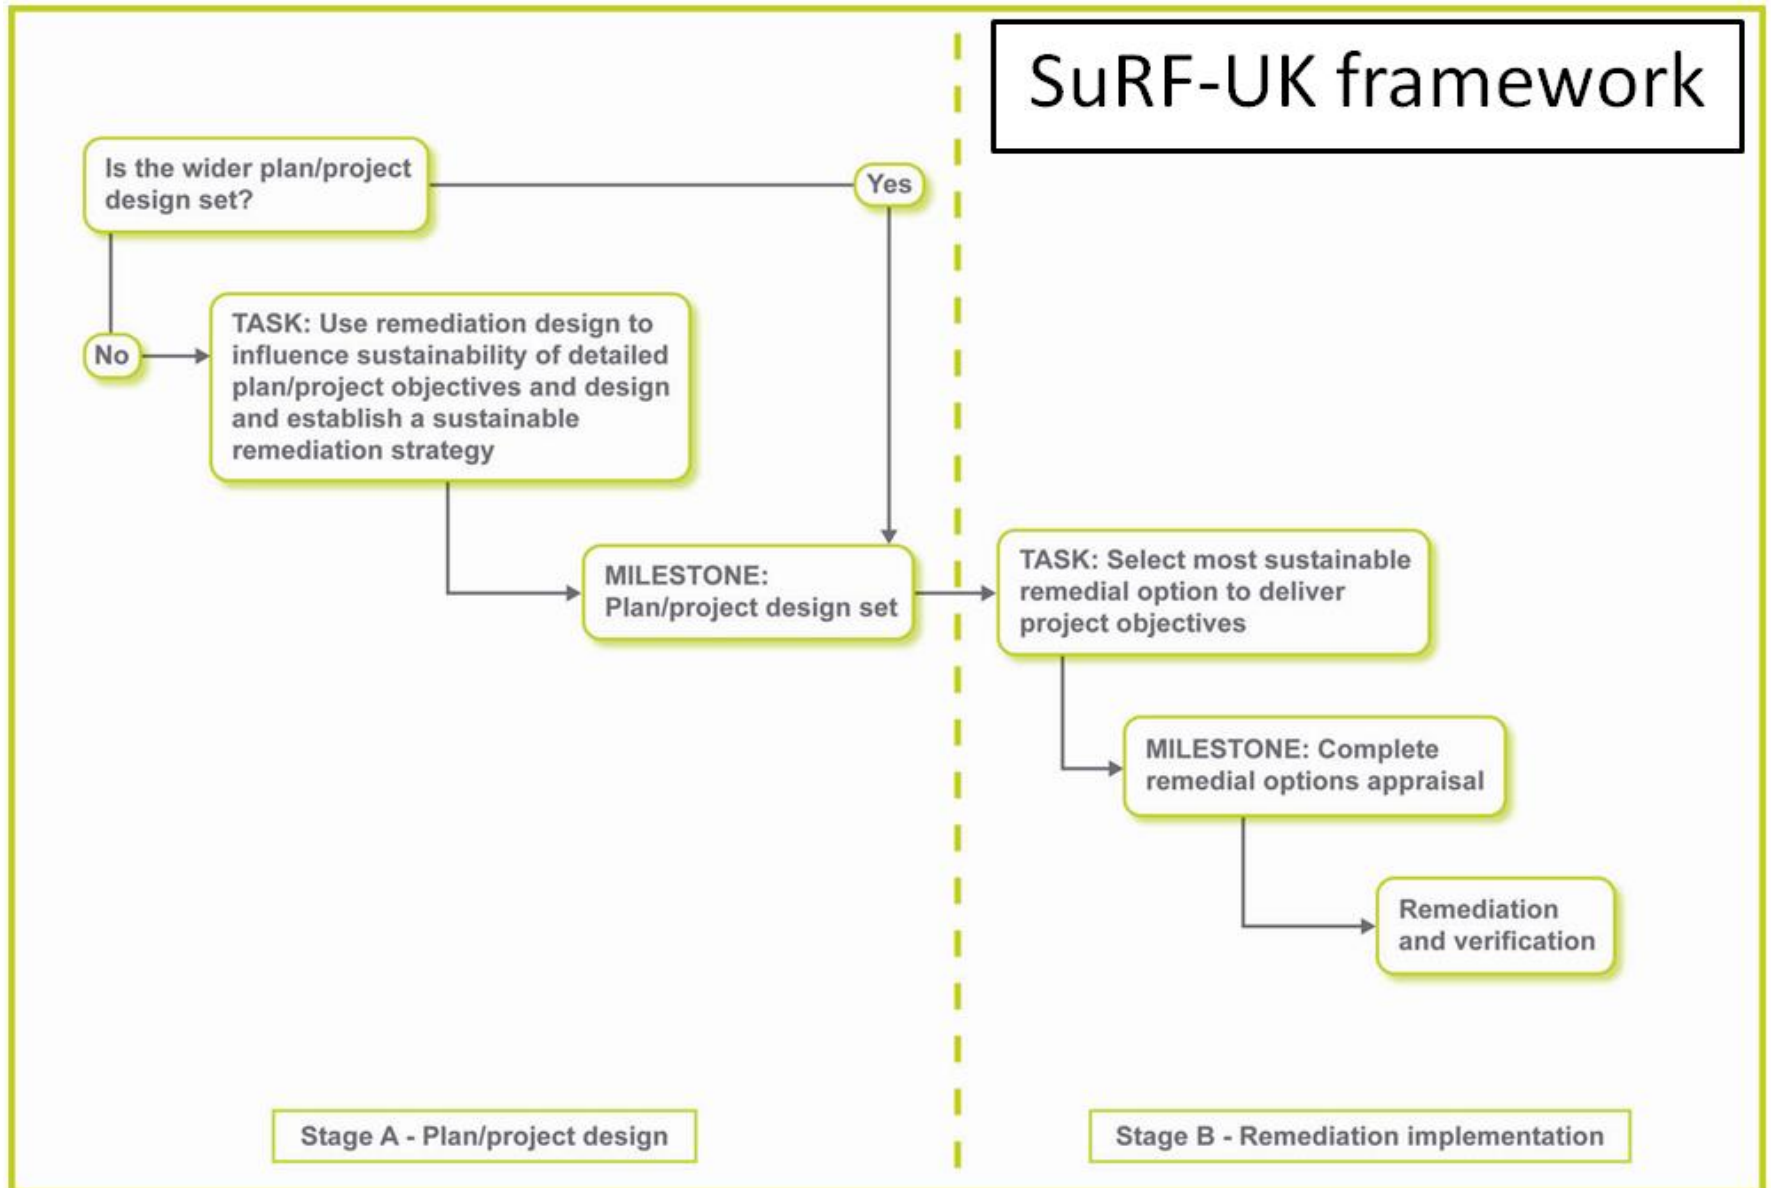 SuRF-UK framework
Is the wider plan/project
design set?
Yes
No
TASK: Use remediation design to
influence sustainability of detailed
plan/project objectives and design
and establish a sustainable
remediation strategy
MILESTONE:
Plan/project design set
TASK: Select most sustainable
remedial option to deliver
project objectives
MILESTONE: Complete
remedial options appraisal
Remediation
and verification
Stage A - Plan/project design
Stage B - Remediation implementation